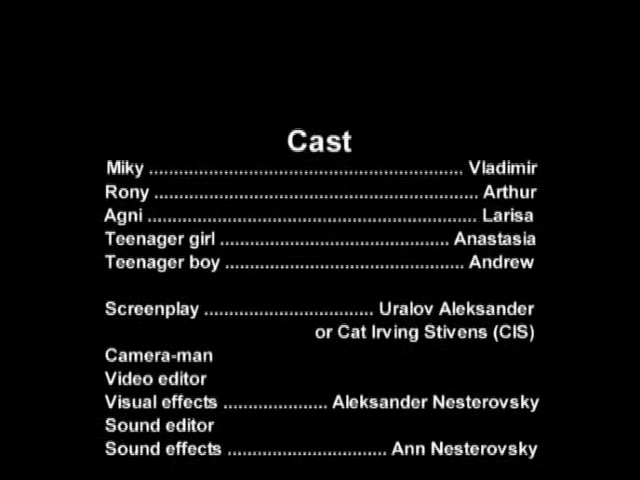 Cast
Miky ........................................................ Vladimir
Rony .......................................................... Arthur
Agni ........................................................... Larisa
Teenager girl ......................................... Anastasia
Teenager boy ........................................... Andrew
Screenplay .............................. Uralov Aleksander
or Cat Irving Stivens (CIS)
Camera-man
Video editor
Visual effects ................... Aleksander Nesterovsky
Sound editor
Sound effects ............................ Ann Nesterovsky